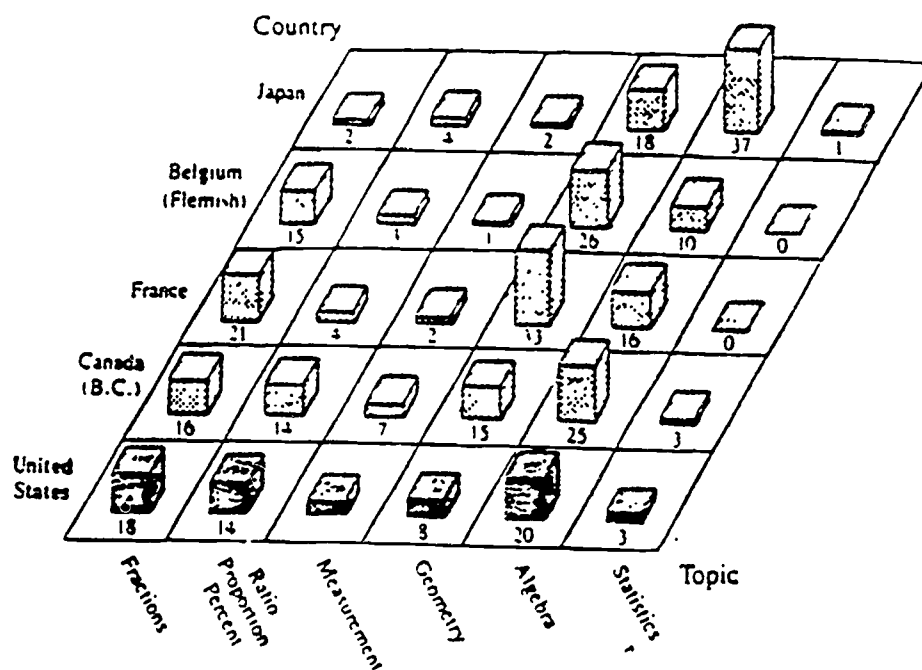 Country
Japan
2 4 2 18 37 1
Belgium
(Flemish)
15 1 26 10 0
France
21 4 2 33 16 0
Canada
(B.C.)
16 14 7 15 25 3
United
States
18 14 8 20 3
Fractions
Ratio
Proportion
Percent
Measurement
Geometry
Algebra
Statistics
Topic